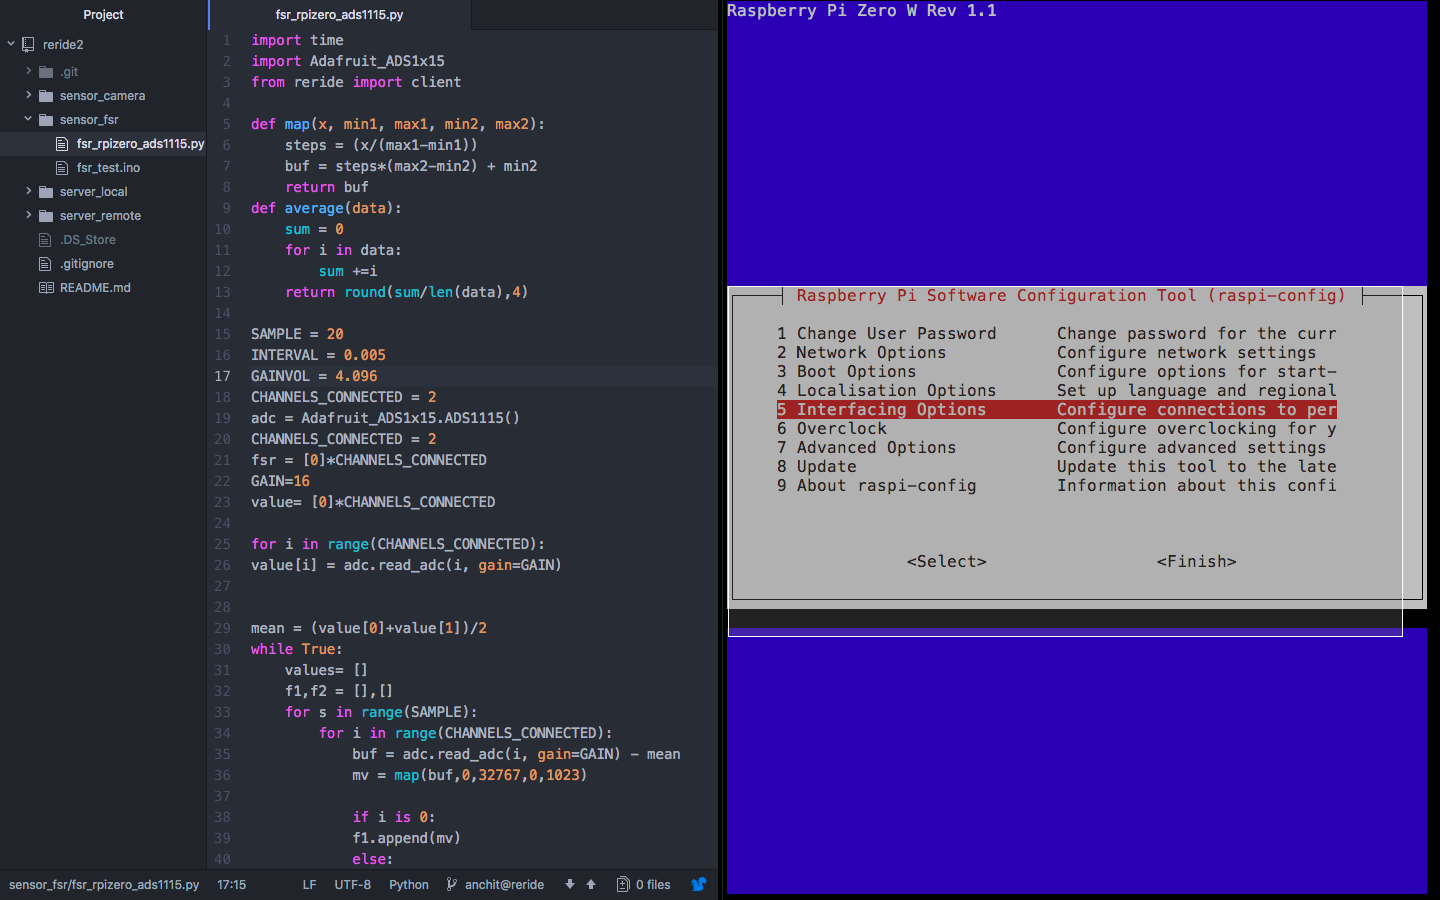 Project
reride2
.git
sensor_camera
sensor_fsr
fsr_rpizero_ads1115.py
fsr_test.ino
server_local
server_remote
.DS_Store
.gitignore
README.md
fsr_rpizero_ads1115.py
1 import time
2 import Adafruit_ADS1x15
3 from reride import client
4
5 def map(x, min1, max1, min2, max2):
6 steps = (x/(max1-min1))
7 buf = steps*(max2-min2) + min2
8 return buf
9 def average(data):
10 sum = 0
11 for i in data:
12 sum +=i
13 return round(sum/len(data),4)
14
15 SAMPLE = 20
16 INTERVAL = 0.005
17 GAINVOL = 4.096
18 CHANNELS_CONNECTED = 2
19 adc = Adafruit_ADS1x15.ADS1115()
20 CHANNELS_CONNECTED = 2
21 fsr = [0]*CHANNELS_CONNECTED
22 GAIN=16
23 value= [0]*CHANNELS_CONNECTED
24
25 for i in range(CHANNELS_CONNECTED):
26 value[i] = adc.read_adc(i, gain=GAIN)
27
28
29 mean = (value[0]+value[1])/2
30 while True:
31 values= []
32 f1,f2 = [],[]
33 for s in range(SAMPLE):
34 for i in range(CHANNELS_CONNECTED):
35 buf = adc.read_adc(i, gain=GAIN) - mean
36 mv = map(buf,0,32767,0,1023)
37
38 if i is 0:
39 f1.append(mv)
40 else:
sensor_fsr/fsr_rpizero_ads1115.py 17:15 LF UTF-8 Python anchit@reride 0 files
Raspberry Pi Zero W Rev 1.1
Raspberry Pi Software Configuration Tool (raspi-config)
1 Change User Password Change password for the curr
2 Network Options Configure network settings
3 Boot Options Configure options for start-
4 Localisation Options Set up language and regional
5 Interfacing Options Configure connections to per
6 Overclock Configure overclocking for y
7 Advanced Options Configure advanced settings
8 Update Update this tool to the late
9 About raspi-config Information about this confi
<Select> <Finish>